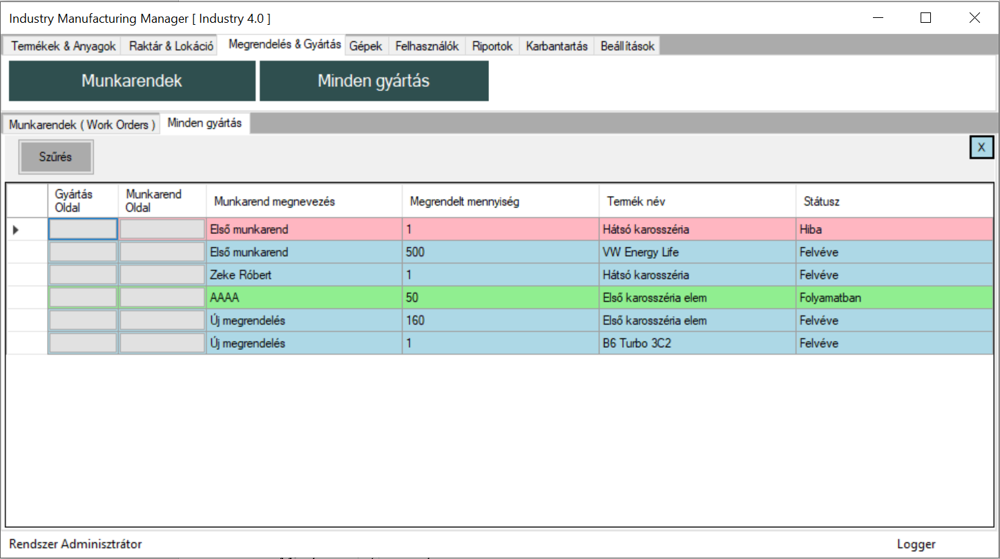 Industry Manufacturing Manager [ Industry 4.0 ]
Termékek & Anyagok Raktár & Lokáció Megrendelés & Gyártás Gépek Felhasználók Riportok Karbantartás Beállítások
Munkarendek Minden gyártás
Munkarendek ( Work Orders ) Minden gyártás
Szűrés X
Gyártás Oldal Munkarend Oldal Munkarend megnevezés Megrendelt mennyiség Termék név Státusz
Első munkarend 1 Hátsó karosszéria Hiba
Első munkarend 500 VW Energy Life Felvéve
Zeke Róbert 1 Hátsó karosszéria Felvéve
AAAA 50 Első karosszéria elem Folyamatban
Új megrendelés 160 Első karosszéria elem Felvéve
Új megrendelés 1 B6 Turbo 3C2 Felvéve
Rendszer Adminisztrátor Logger